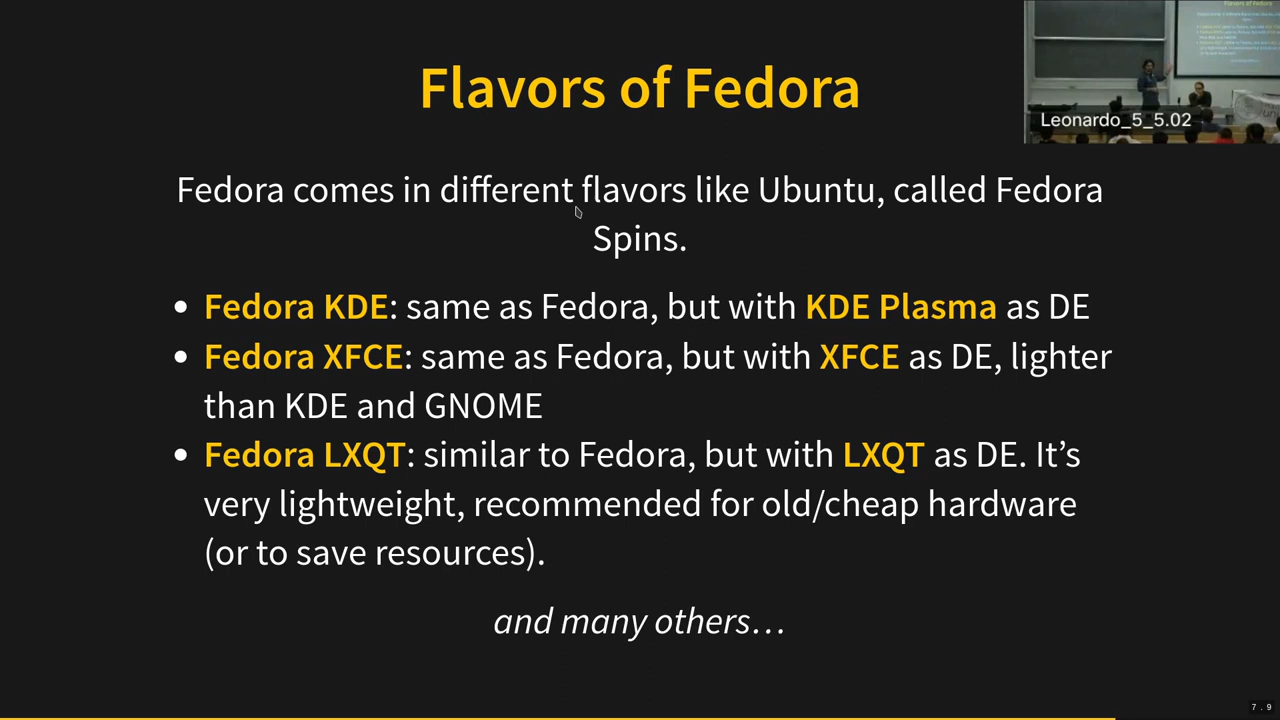 Flavors of Fedora
Leonardo_5_5.02
Fedora comes in different flavors like Ubuntu, called Fedora
Spins.
• Fedora KDE: same as Fedora, but with KDE Plasma as DE
• Fedora XFCE: same as Fedora, but with XFCE as DE, lighter
than KDE and GNOME
• Fedora LXQT: similar to Fedora, but with LXQT as DE. It’s
very lightweight, recommended for old/cheap hardware
(or to save resources).
and many others…
7.9